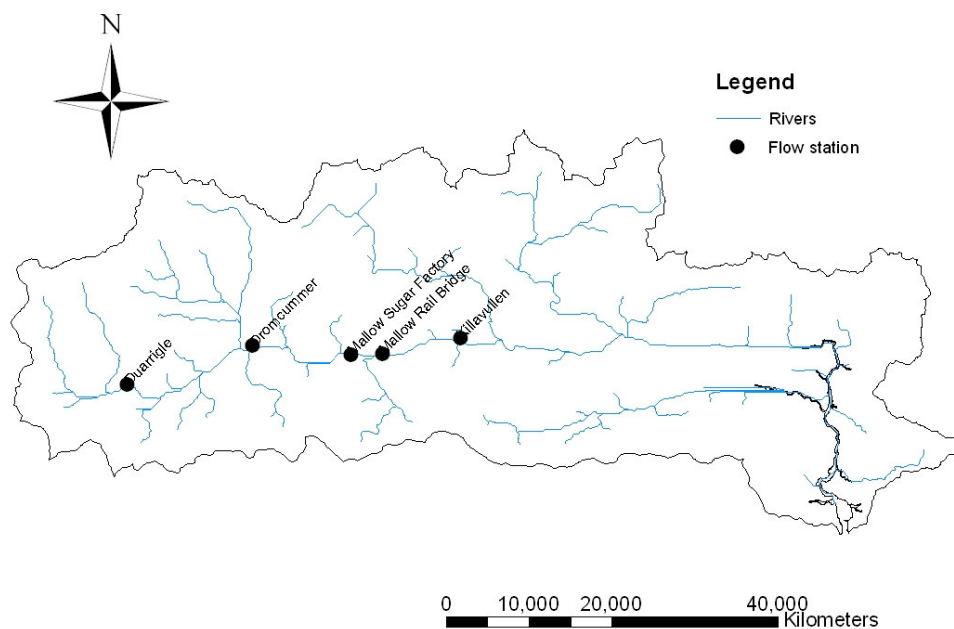 N
Legend
Rivers
Flow station
Duarrigle
Dromcummer
Mallow Sugar Factory
Mallow Rail Bridge
Killavullen
0 10,000 20,000 40,000
Kilometers